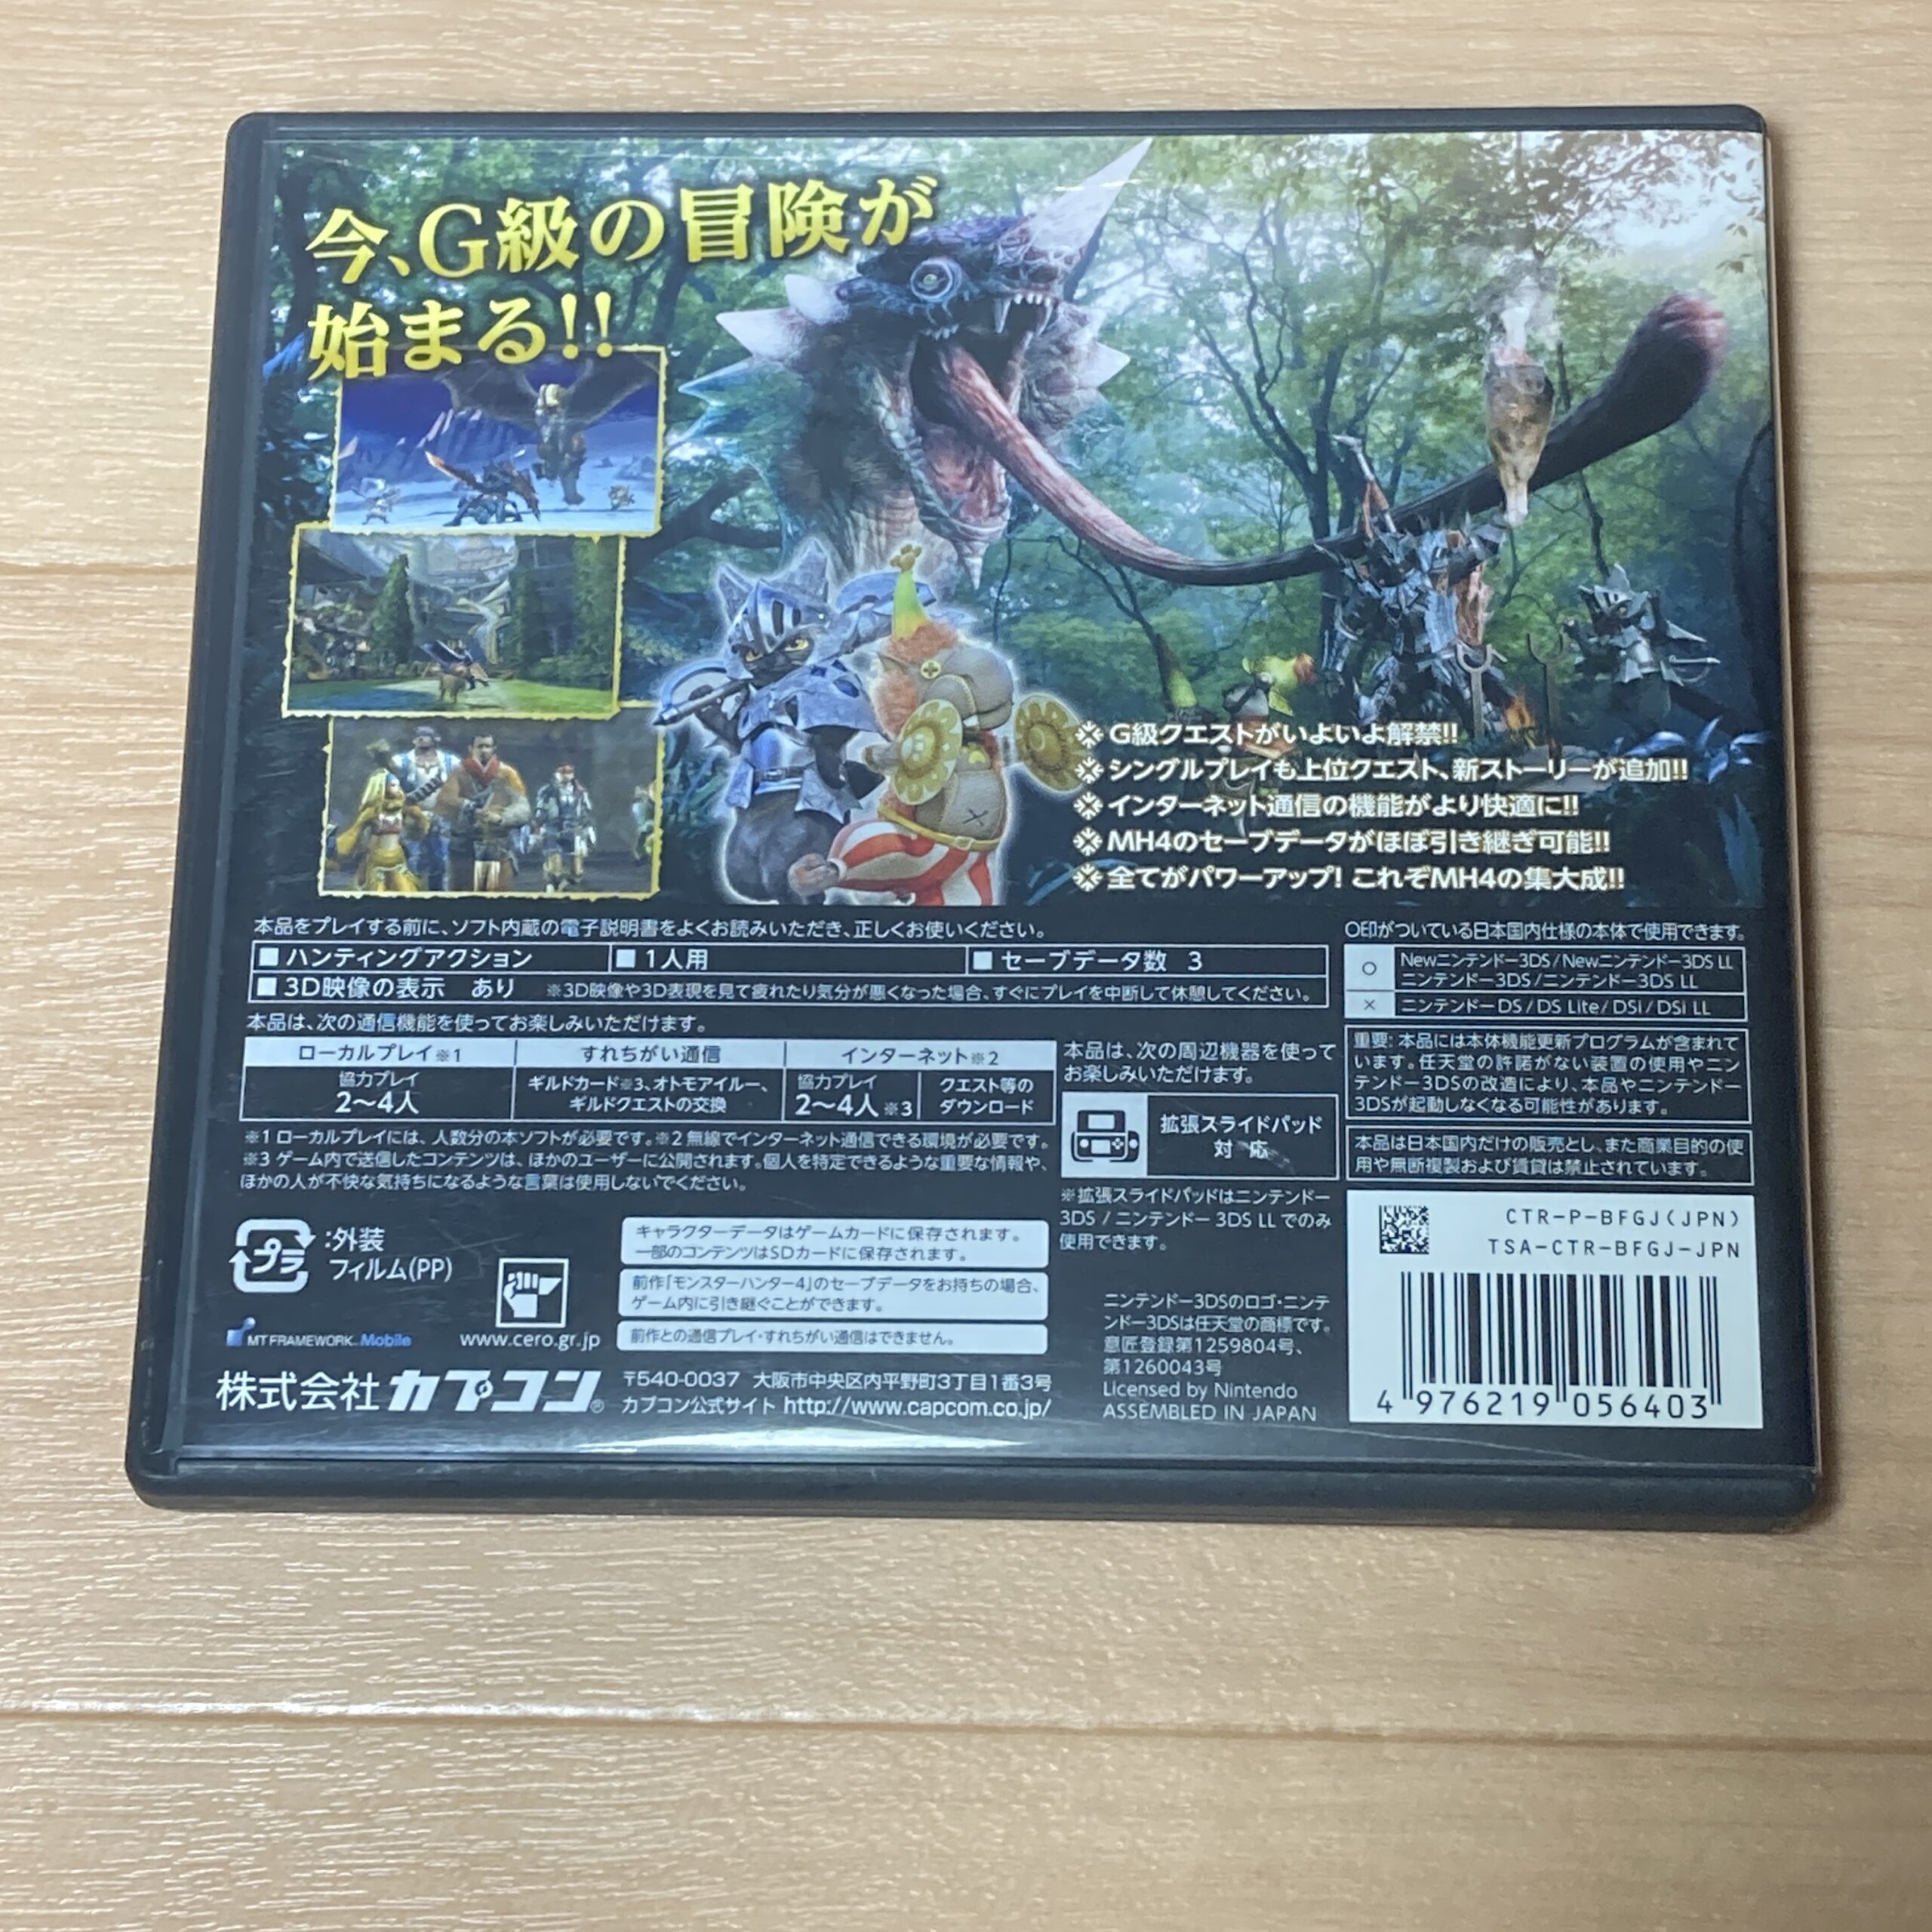 今、G級の冒険が
始まる!!
※ G級クエストがいよいよ解禁!!
※ シングルプレイも上位クエスト、新ストーリーが追加!!
※ インターネット通信の機能がより快適に!!
※ MH4のセーブデータがほぼ引き継ぎ可能!!
※ 全てがパワーアップ! これぞMH4の集大成!!
本品をプレイする前に、ソフト内蔵の電子説明書をよくお読みいただき、正しくお使いください。
■ ハンティングアクション ■ 1人用 ■ セーブデータ数 3
■ 3D映像の表示 あり ※3D映像や3D表現を見て疲れたり気分が悪くなった場合、すぐにプレイを中断して休憩してください。
本品は、次の通信機能を使ってお楽しみいただけます。
ローカルプレイ※1 すれちがい通信 インターネット※2
協力プレイ
2〜4人
ギルドカード※3、オトモアイルー、
ギルドクエストの交換
協力プレイ
2〜4人※3
クエスト等の
ダウンロード
※1 ローカルプレイには、人数分の本ソフトが必要です。※2 無線でインターネット通信できる環境が必要です。
※3 ゲーム内で送信したコンテンツは、ほかのユーザーに公開されます。個人を特定できるような重要な情報や、
ほかの人が不快な気持ちになるような言葉は使用しないでください。
本品は、次の周辺機器を使って
お楽しみいただけます。
拡張スライドパッド
対 応
※拡張スライドパッドはニンテンドー
3DS / ニンテンドー 3DS LL でのみ
使用できます。
○印がついている日本国内仕様の本体で使用できます。
○ Newニンテンドー3DS/Newニンテンドー3DS LL
ニンテンドー3DS/ニンテンドー3DS LL
× ニンテンドーDS/DS Lite/DSi/DSi LL
重要: 本品には本体機能更新プログラムが含まれて
います。任天堂の許諾がない装置の使用やニン
テンドー3DSの改造により、本品やニンテンドー
3DSが起動しなくなる可能性があります。
本品は日本国内だけの販売とし、また商業目的の使
用や無断複製および賃貸は禁止されています。
プラ
:外装
フィルム(PP)
MT FRAMEWORK Mobile
www.cero.gr.jp
キャラクターデータはゲームカードに保存されます。
一部のコンテンツはSDカードに保存されます。
前作「モンスターハンター4」のセーブデータをお持ちの場合、
ゲーム内に引き継ぐことができます。
前作との通信プレイ・すれちがい通信はできません。
株式会社カプコン®
〒540-0037 大阪市中央区内平野町3丁目1番3号
カプコン公式サイト http://www.capcom.co.jp/
ニンテンドー3DSのロゴ・ニンテ
ンドー3DSは任天堂の商標です。
意匠登録第1259804号、
第1260043号
Licensed by Nintendo
ASSEMBLED IN JAPAN
CTR-P-BFGJ(JPN)
TSA-CTR-BFGJ-JPN
4 976219 056403